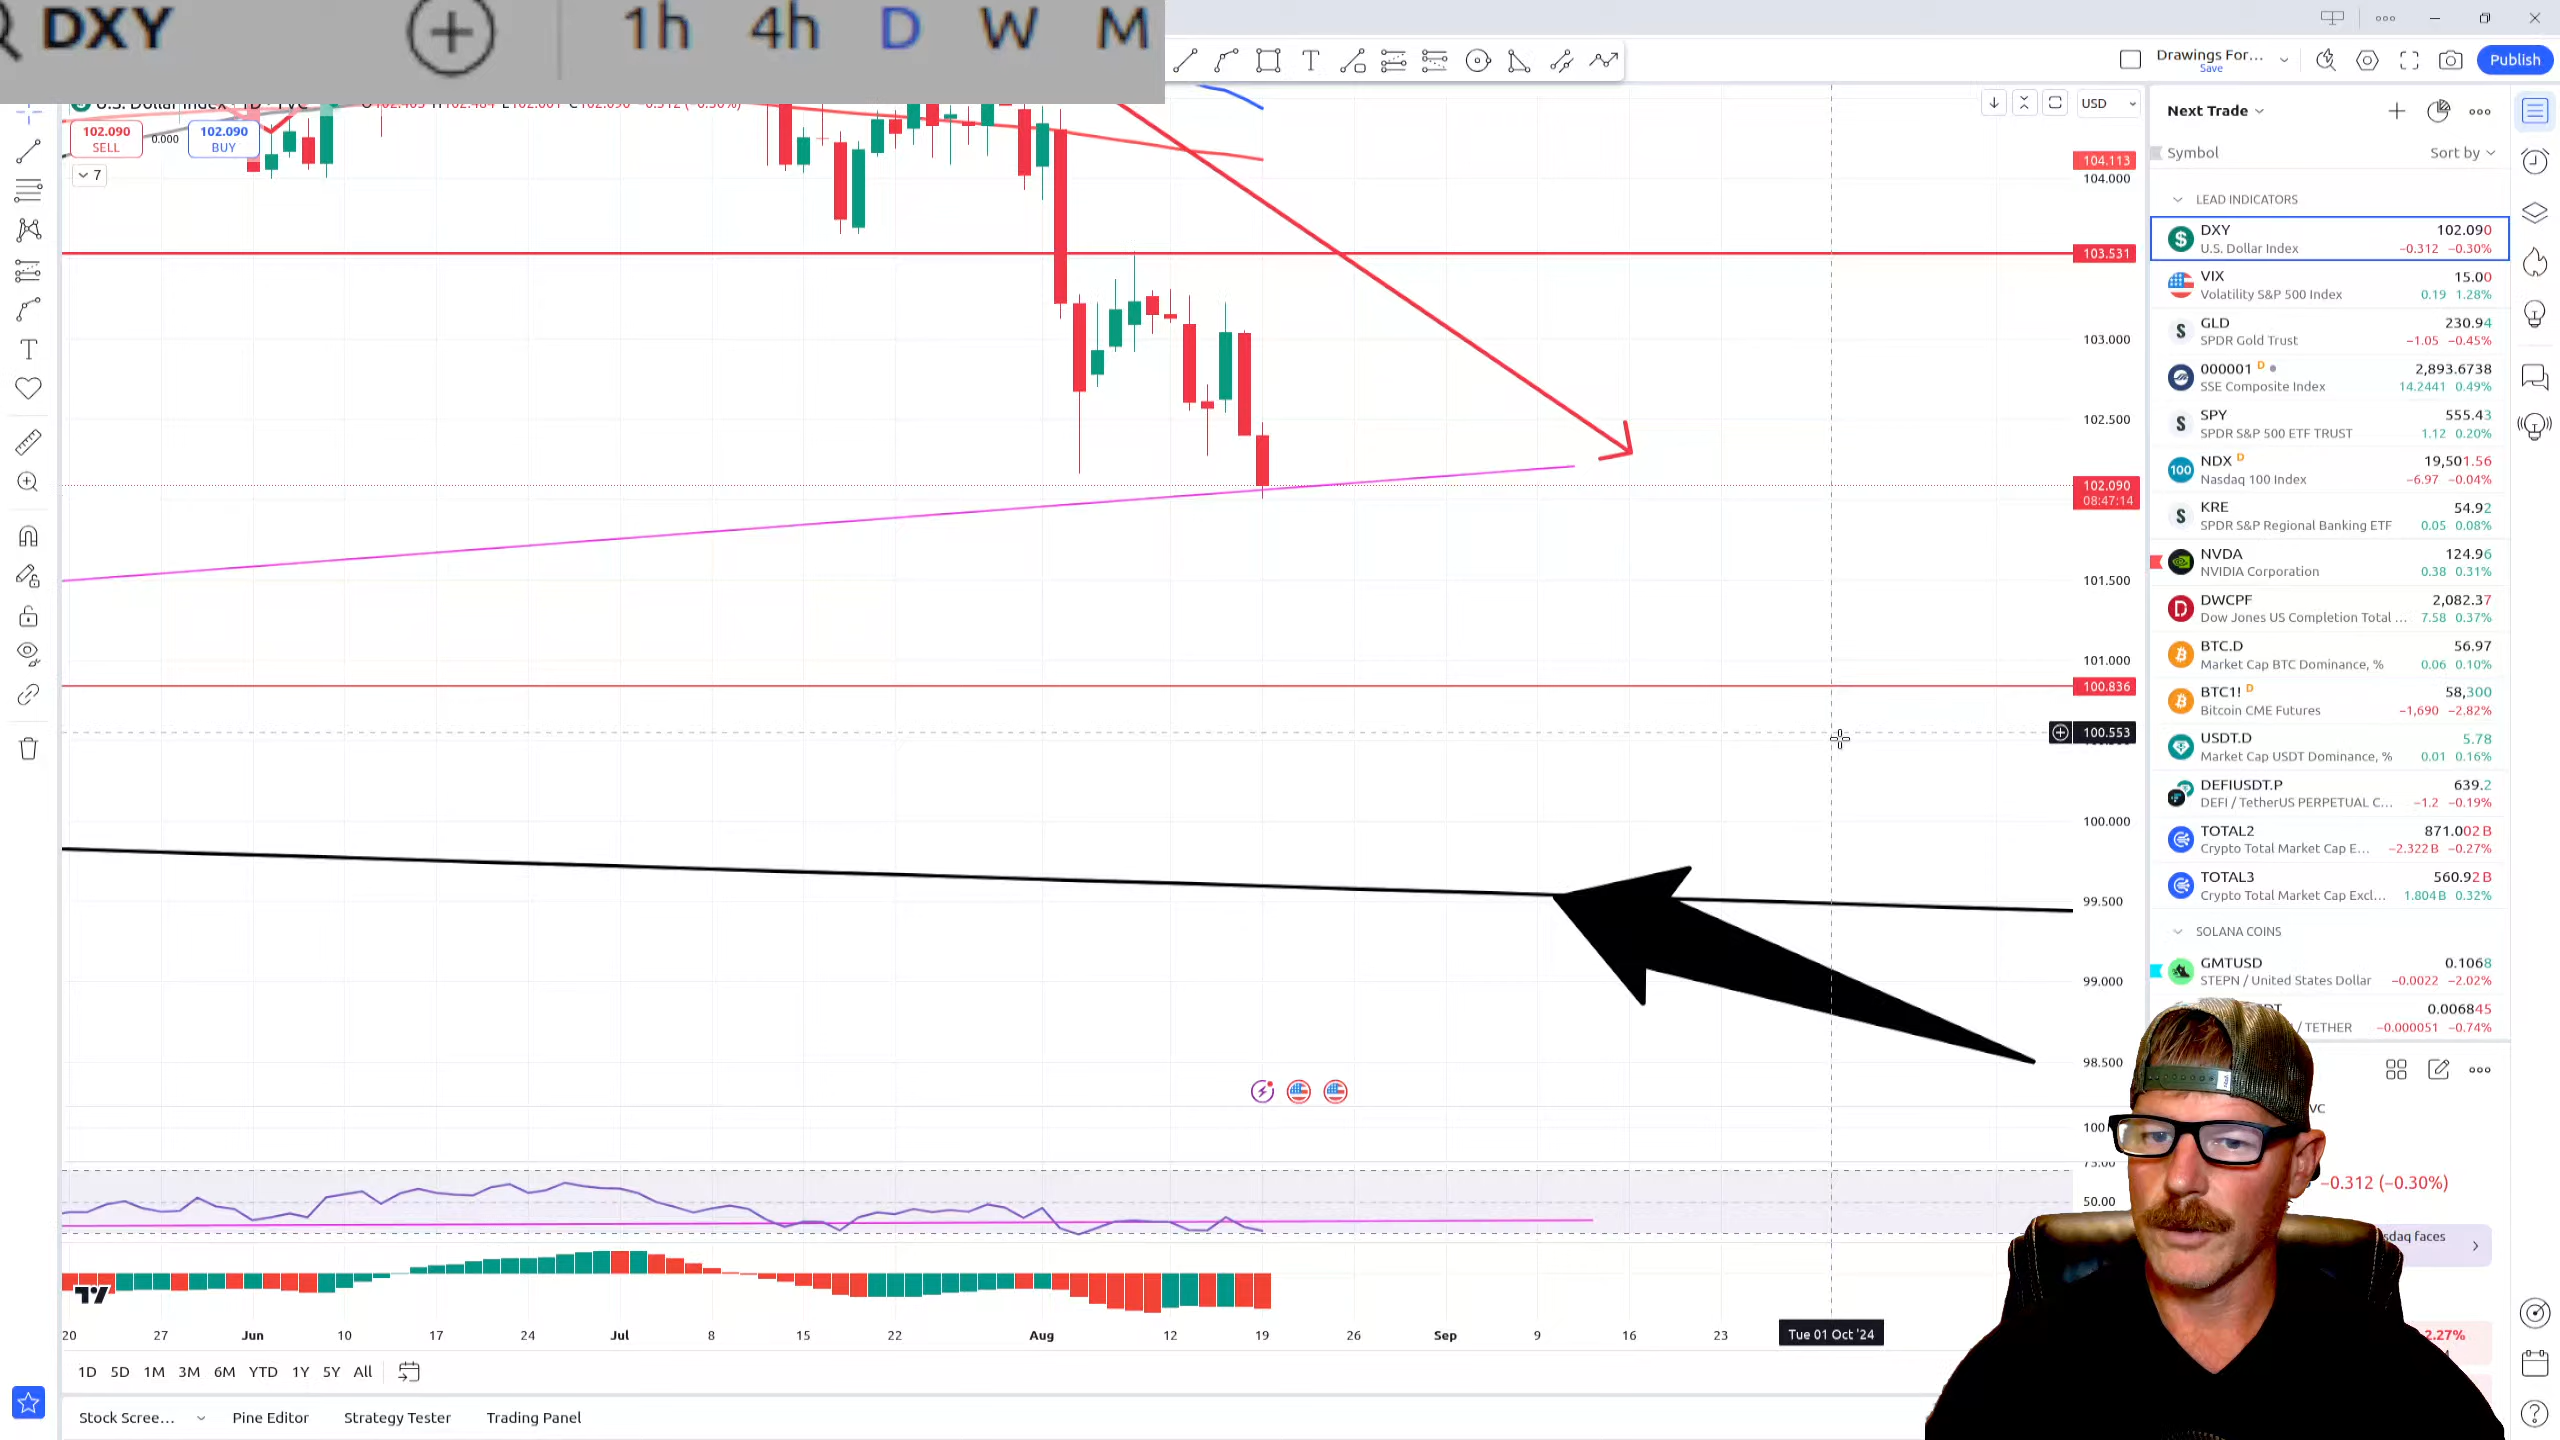 DXY 1h 4h D W M
Drawings For...
Save
Publish
U.S. Dollar Index · 1D · TVC
102.090
SELL
0.000
102.090
BUY
7
USD
104.113
104.000
103.531
103.000
102.500
102.090
08:47:14
101.500
101.000
100.836
100.553
100.000
99.500
99.000
98.500
50.00
20 27 Jun 10 17 24 Jul 8 15 22 Aug 12 19 26 Sep 9 16 23 Tue 01 Oct '24
1D 5D 1M 3M 6M YTD 1Y 5Y All
Stock Scree... Pine Editor Strategy Tester Trading Panel
Next Trade
Symbol Sort by
LEAD INDICATORS
DXY 102.090
U.S. Dollar Index −0.312 −0.30%
VIX 15.00
Volatility S&P 500 Index 0.19 1.28%
GLD 230.94
SPDR Gold Trust −1.05 −0.45%
000001 D 2,893.6738
SSE Composite Index 14.2441 0.49%
SPY 555.43
SPDR S&P 500 ETF TRUST 1.12 0.20%
NDX D 19,501.56
Nasdaq 100 Index −6.97 −0.04%
KRE 54.92
SPDR S&P Regional Banking ETF 0.05 0.08%
NVDA 124.96
NVIDIA Corporation 0.38 0.31%
DWCPF 2,082.37
Dow Jones US Completion Total ... 7.58 0.37%
BTC.D 56.97
Market Cap BTC Dominance, % 0.06 0.10%
BTC1! D 58,300
Bitcoin CME Futures −1,690 −2.82%
USDT.D 5.78
Market Cap USDT Dominance, % 0.01 0.16%
DEFIUSDT.P 639.2
DEFI / TetherUS PERPETUAL C... −1.2 −0.19%
TOTAL2 871.002 B
Crypto Total Market Cap E... −2.322 B −0.27%
TOTAL3 560.92 B
Crypto Total Market Cap Excl... 1.804 B 0.32%
SOLANA COINS
GMTUSD 0.1068
STEPN / United States Dollar −0.0022 −2.02%
0.006845
/ TETHER −0.000051 −0.74%
VC
−0.312 (−0.30%)
sdaq faces
2.27%